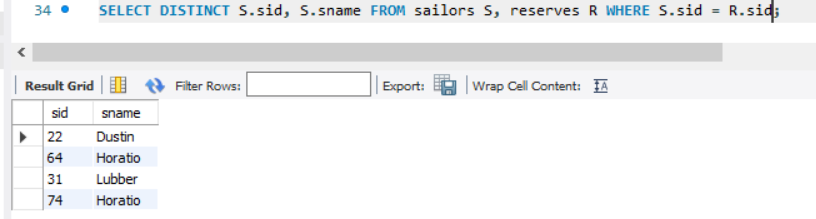 34 SELECT DISTINCT S.sid, S.sname FROM sailors S, reserves R WHERE S.sid = R.sid;
Result Grid Filter Rows: Export: Wrap Cell Content: IA
sid sname
22 Dustin
64 Horatio
31 Lubber
74 Horatio